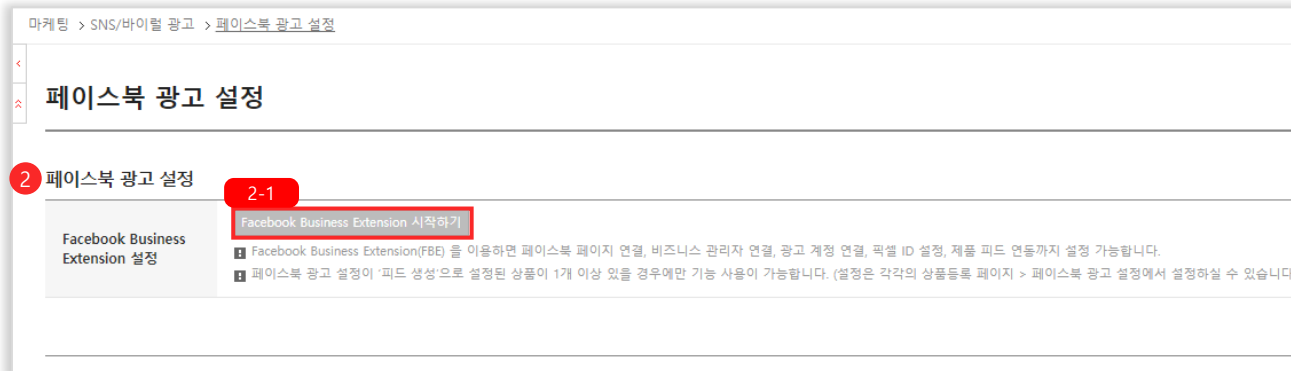 마케팅 > SNS/바이럴 광고 > 페이스북 광고 설정
페이스북 광고 설정
2 페이스북 광고 설정
2-1
Facebook Business Extension 시작하기
Facebook Business
Extension 설정
Facebook Business Extension(FBE) 를 이용하면 페이스북 페이지 연결, 비즈니스 관리자 연결, 광고 계정 연결, 픽셀 ID 설정, 제품 피드 연동까지 설정 가능합니다.
페이스북 광고 설정이 '피드 생성'으로 설정된 상품이 1개 이상 있을 경우에만 기능 사용이 가능합니다. (설정은 각각의 상품등록 페이지 > 페이스북 광고 설정에서 설정하실 수 있습니다